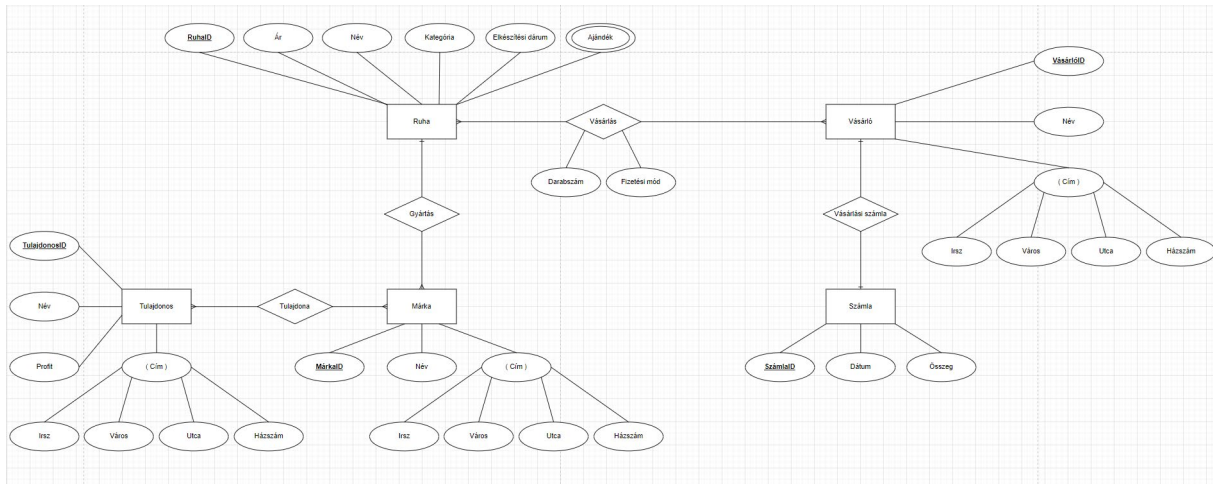 RuhaID
Ár
Név
Kategória
Elkészítési dárum
Ajándék
VásárlóID
Ruha
Vásárlás
Vásárló
Név
Darabszám
Fizetési mód
( Cím )
Gyártás
Vásárlási számla
TulajdonosID
Irsz
Város
Utca
Házszám
Név
Tulajdonos
Tulajdona
Márka
Számla
Profit
( Cím )
MárkaID
Név
( Cím )
SzámlaID
Dátum
Összeg
Irsz
Város
Utca
Házszám
Irsz
Város
Utca
Házszám